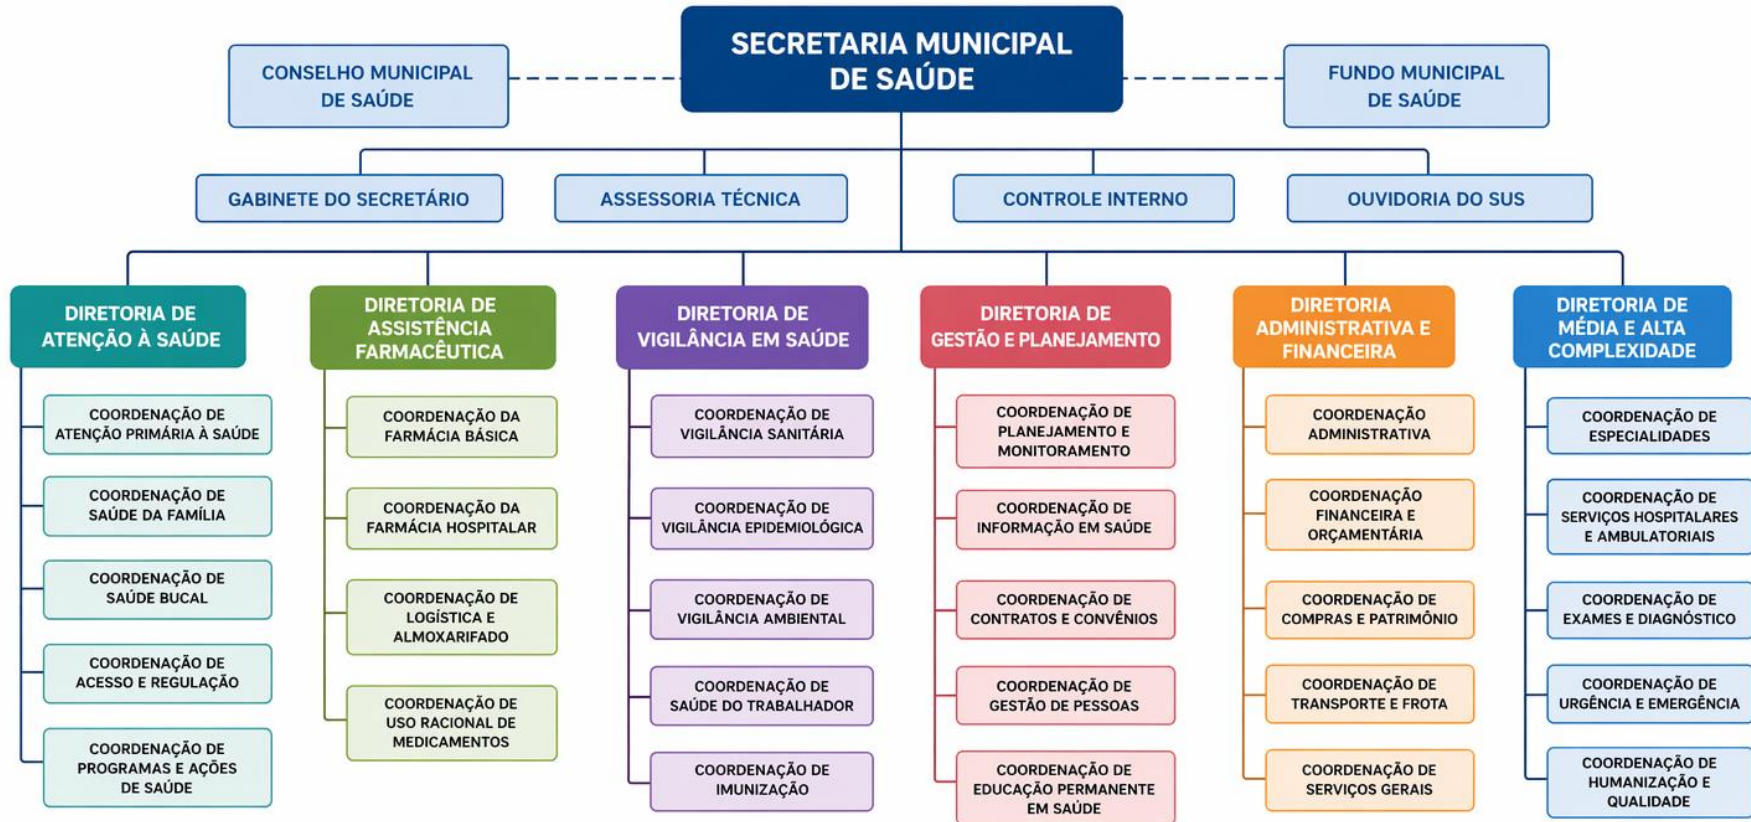 SECRETARIA MUNICIPAL
DE SAÚDE
CONSELHO MUNICIPAL
DE SAÚDE
FUNDO MUNICIPAL
DE SAÚDE
GABINETE DO SECRETÁRIO
ASSESSORIA TÉCNICA
CONTROLE INTERNO
OUVIDORIA DO SUS
DIRETORIA DE
ATENÇÃO À SAÚDE
COORDENAÇÃO DE
ATENÇÃO PRIMÁRIA À SAÚDE
COORDENAÇÃO DE
SAÚDE DA FAMÍLIA
COORDENAÇÃO DE
SAÚDE BUCAL
COORDENAÇÃO DE
ACESSO E REGULAÇÃO
COORDENAÇÃO DE
PROGRAMAS E AÇÕES
DE SAÚDE
DIRETORIA DE
ASSISTÊNCIA
FARMACÊUTICA
COORDENAÇÃO DA
FARMÁCIA BÁSICA
COORDENAÇÃO DA
FARMÁCIA HOSPITALAR
COORDENAÇÃO DE
LOGÍSTICA E
ALMOXARIFADO
COORDENAÇÃO DE
USO RACIONAL DE
MEDICAMENTOS
DIRETORIA DE
VIGILÂNCIA EM SAÚDE
COORDENAÇÃO DE
VIGILÂNCIA SANITÁRIA
COORDENAÇÃO DE
VIGILÂNCIA EPIDEMIOLÓGICA
COORDENAÇÃO DE
VIGILÂNCIA AMBIENTAL
COORDENAÇÃO DE
SAÚDE DO TRABALHADOR
COORDENAÇÃO DE
IMUNIZAÇÃO
DIRETORIA DE
GESTÃO E PLANEJAMENTO
COORDENAÇÃO DE
PLANEJAMENTO E
MONITORAMENTO
COORDENAÇÃO DE
INFORMAÇÃO EM SAÚDE
COORDENAÇÃO DE
CONTRATOS E CONVÊNIOS
COORDENAÇÃO DE
GESTÃO DE PESSOAS
COORDENAÇÃO DE
EDUCAÇÃO PERMANENTE
EM SAÚDE
DIRETORIA
ADMINISTRATIVA E
FINANCEIRA
COORDENAÇÃO
ADMINISTRATIVA
COORDENAÇÃO
FINANCEIRA E
ORÇAMENTÁRIA
COORDENAÇÃO DE
COMPRAS E PATRIMÔNIO
COORDENAÇÃO DE
TRANSPORTE E FROTA
COORDENAÇÃO DE
SERVIÇOS GERAIS
DIRETORIA DE
MÉDIA E ALTA
COMPLEXIDADE
COORDENAÇÃO DE
ESPECIALIDADES
COORDENAÇÃO DE
SERVIÇOS HOSPITALARES
E AMBULATORIAIS
COORDENAÇÃO DE
EXAMES E DIAGNÓSTICO
COORDENAÇÃO DE
URGÊNCIA E EMERGÊNCIA
COORDENAÇÃO DE
HUMANIZAÇÃO E
QUALIDADE